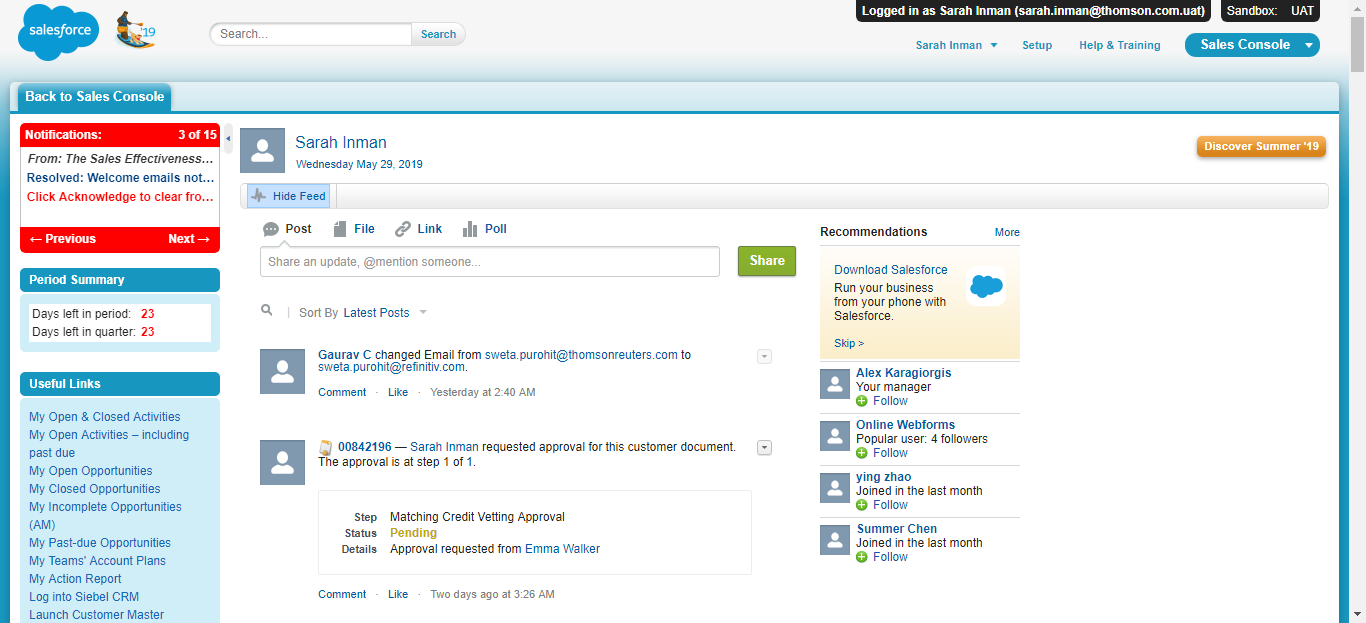 Logged in as Sarah Inman (sarah.inman@thomson.com.uat)
Sandbox: UAT
salesforce
'19
Search...
Search
Sarah Inman
Setup
Help & Training
Sales Console
Back to Sales Console
Notifications: 3 of 15
From: The Sales Effectiveness...
Resolved: Welcome emails not...
Click Acknowledge to clear fro...
← Previous
Next →
Period Summary
Days left in period: 23
Days left in quarter: 23
Useful Links
My Open & Closed Activities
My Open Activities – including
past due
My Open Opportunities
My Closed Opportunities
My Incomplete Opportunities
(AM)
My Past-due Opportunities
My Teams' Account Plans
My Action Report
Log into Siebel CRM
Launch Customer Master
Sarah Inman
Wednesday May 29, 2019
Discover Summer '19
Hide Feed
Post
File
Link
Poll
Share an update, @mention someone...
Share
Sort By Latest Posts
Gaurav C changed Email from sweta.purohit@thomsonreuters.com to
sweta.purohit@refinitiv.com.
Comment · Like · Yesterday at 2:40 AM
00842196 — Sarah Inman requested approval for this customer document.
The approval is at step 1 of 1.
Step Matching Credit Vetting Approval
Status Pending
Details Approval requested from Emma Walker
Comment · Like · Two days ago at 3:26 AM
Recommendations
More
Download Salesforce
Run your business
from your phone with
Salesforce.
Skip >
Alex Karagiorgis
Your manager
Follow
Online Webforms
Popular user: 4 followers
Follow
ying zhao
Joined in the last month
Follow
Summer Chen
Joined in the last month
Follow